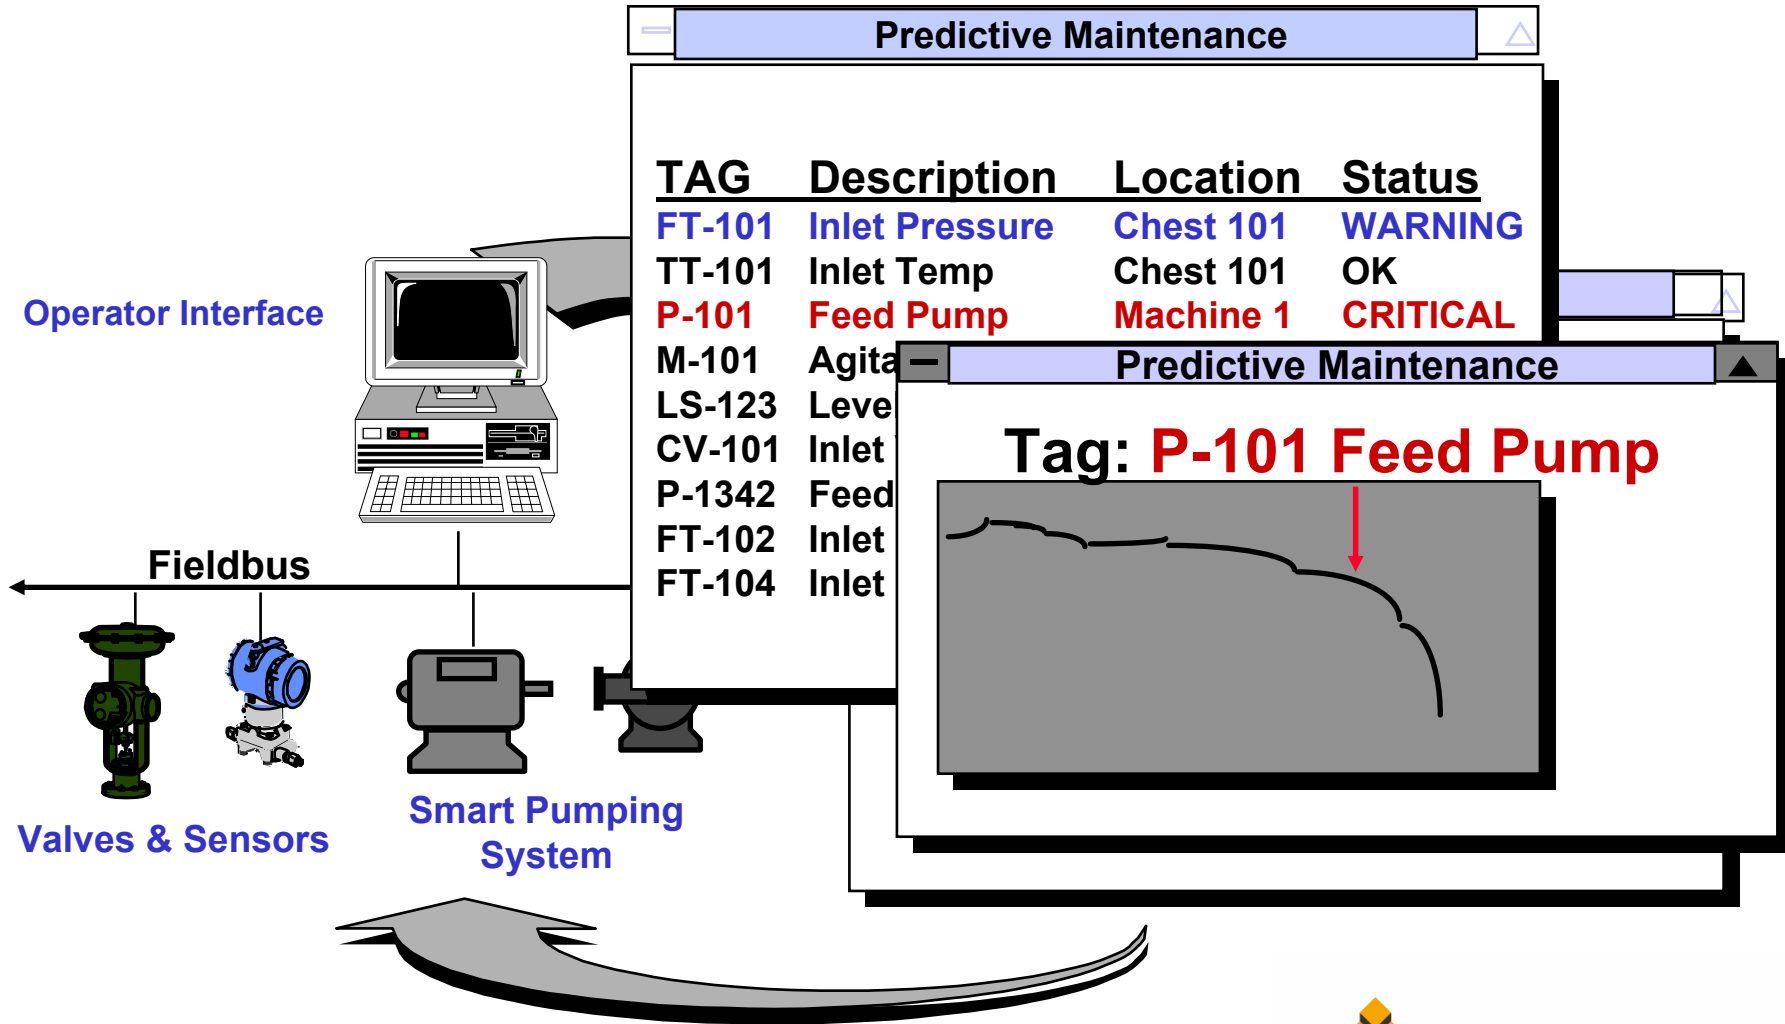 Predictive Maintenance
TAG Description Location Status
FT-101 Inlet Pressure Chest 101 WARNING
TT-101 Inlet Temp Chest 101 OK
P-101 Feed Pump Machine 1 CRITICAL
M-101
LS-123
CV-101 Inlet
P-1342 Feed
FT-102 Inlet
FT-104 Inlet
Predictive Maintenance
Tag: P-101 Feed Pump
Operator Interface
Fieldbus
Valves & Sensors
Smart Pumping
System